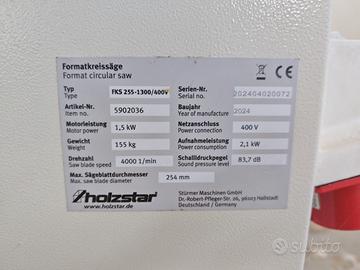 Formatkreissäge
Format circular saw
CE
Typ
Type
FKS 255-1300/400V
Serien-Nr.
Serial no.
202404020072
Artikel-Nr.
Item no.
5902036
Baujahr
Year of manufacture
2024
Motorleistung
Motor power
1,5 kW
Netzanschluss
Power connection
400 V
Gewicht
Weight
155 kg
Aufnahmeleistung
Power consumption
2,1 kW
Drehzahl
Saw blade speed
4000 1/min
Schalldruckpegel
Sound pressure level
83,7 dB
Max. Sägeblattdurchmesser
Max. saw blade diameter
254 mm
holzstar®
www.holzstar.de
Stürmer Maschinen GmbH
Dr.-Robert-Pfleger-Str. 26, 96103 Hallstadt
Deutschland / Germany
subito